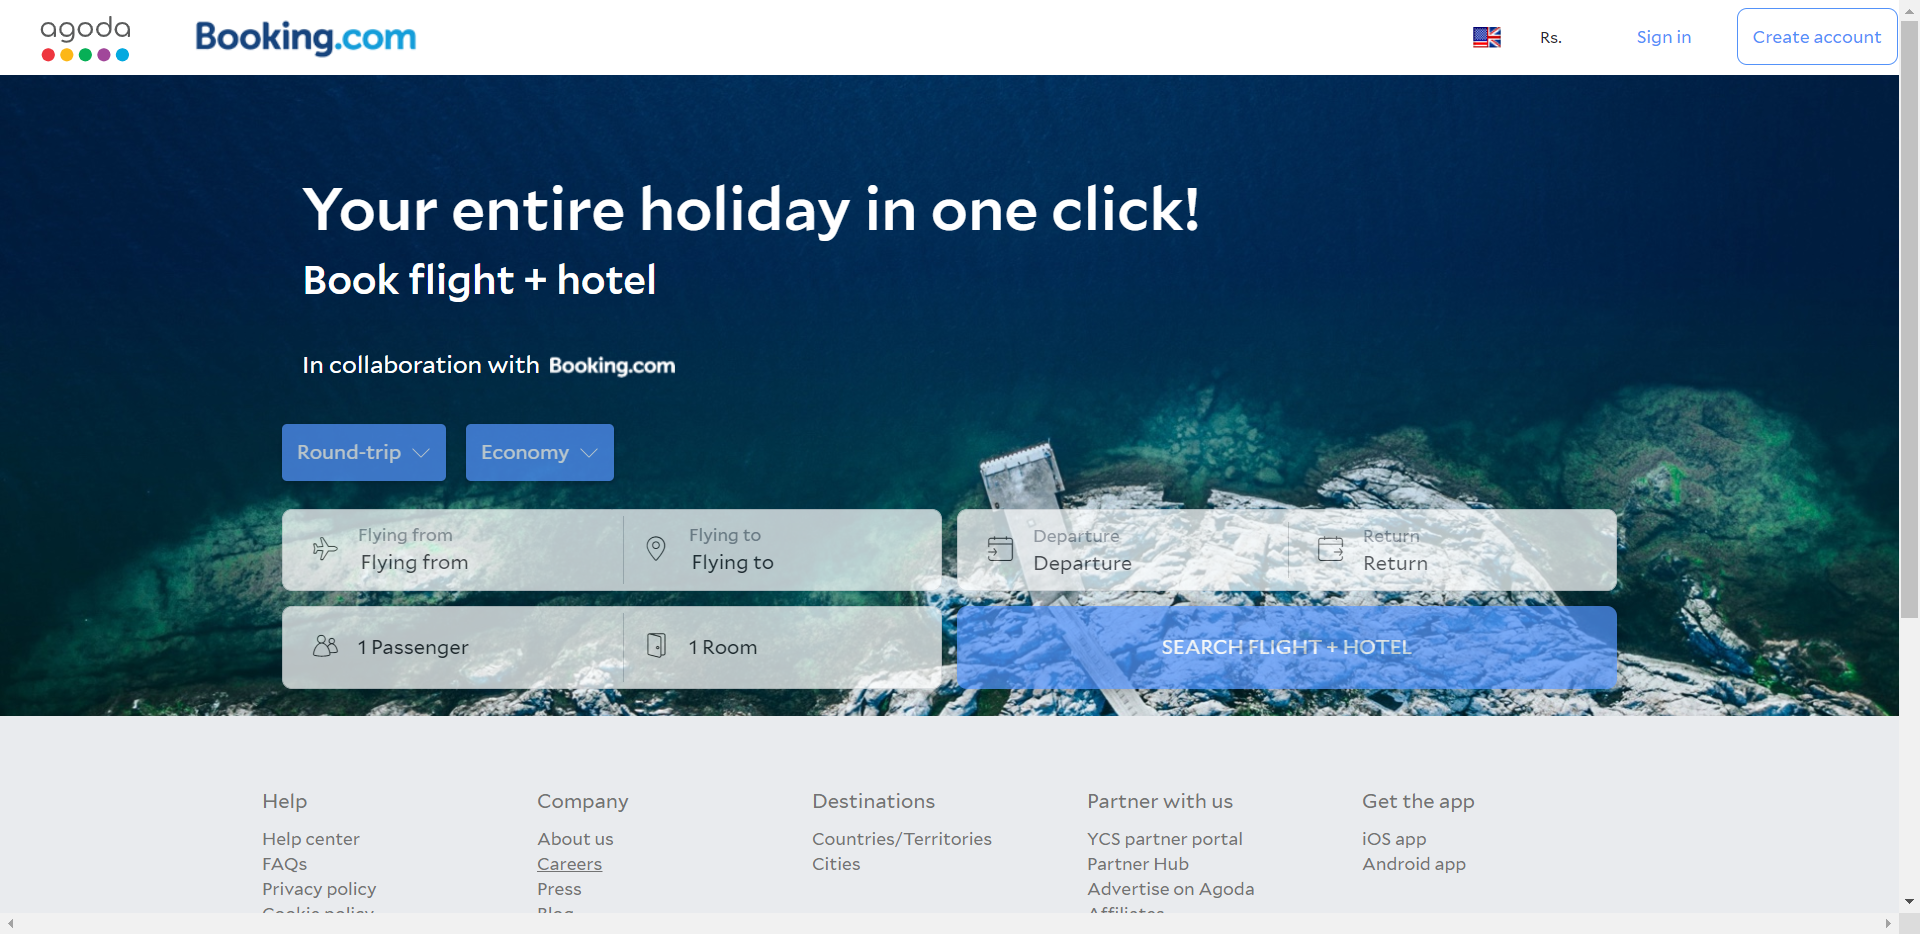 agoda
Booking.com
Rs.
Sign in
Create account
Your entire holiday in one click!
Book flight + hotel
In collaboration with Booking.com
Round-trip
Economy
Flying from
Flying from
Flying to
Flying to
Departure
Departure
Return
Return
1 Passenger
1 Room
SEARCH FLIGHT + HOTEL
Help
Help center
FAQs
Privacy policy
Cookie policy
Company
About us
Careers
Press
Blog
Destinations
Countries/Territories
Cities
Partner with us
YCS partner portal
Partner Hub
Advertise on Agoda
Affiliates
Get the app
iOS app
Android app